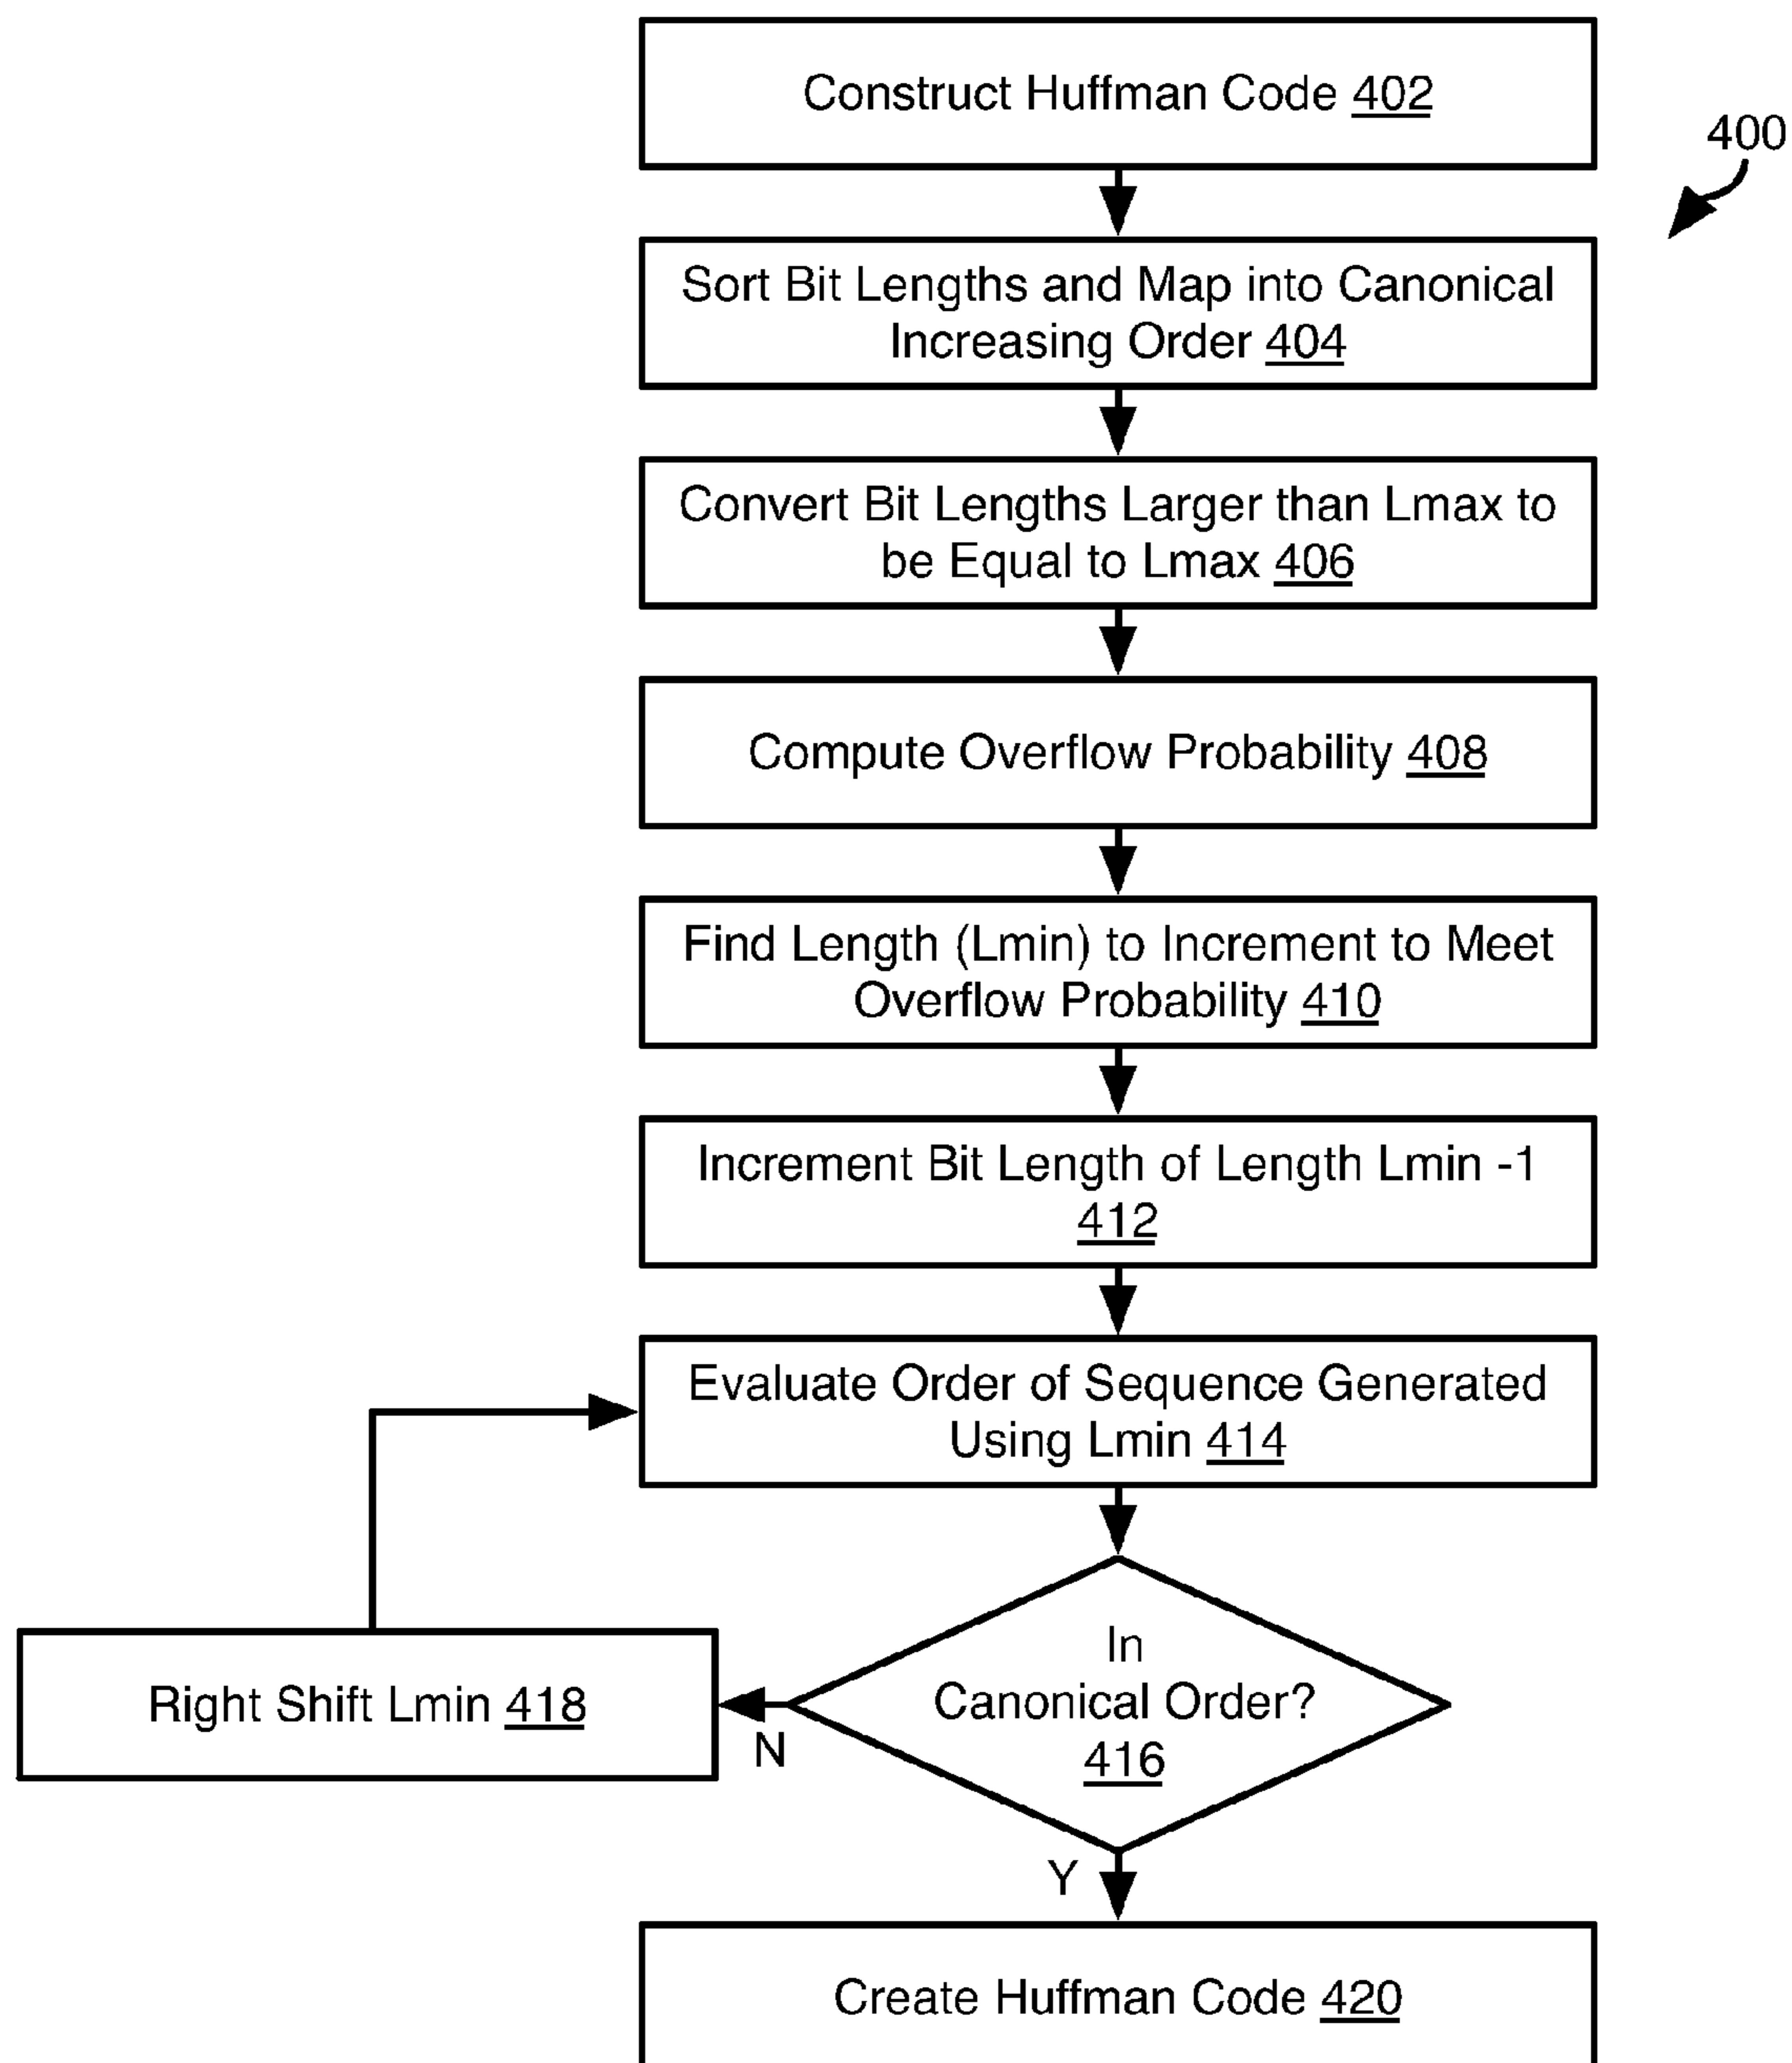 Construct Huffman Code 402
400
Sort Bit Lengths and Map into Canonical
Increasing Order 404
Convert Bit Lengths Larger than Lmax to
be Equal to Lmax 406
Compute Overflow Probability 408
Find Length (Lmin) to Increment to Meet
Overflow Probability 410
Increment Bit Length of Length Lmin -1
412
Evaluate Order of Sequence Generated
Using Lmin 414
In
Canonical Order?
416
Right Shift Lmin 418
N
Y
Create Huffman Code 420